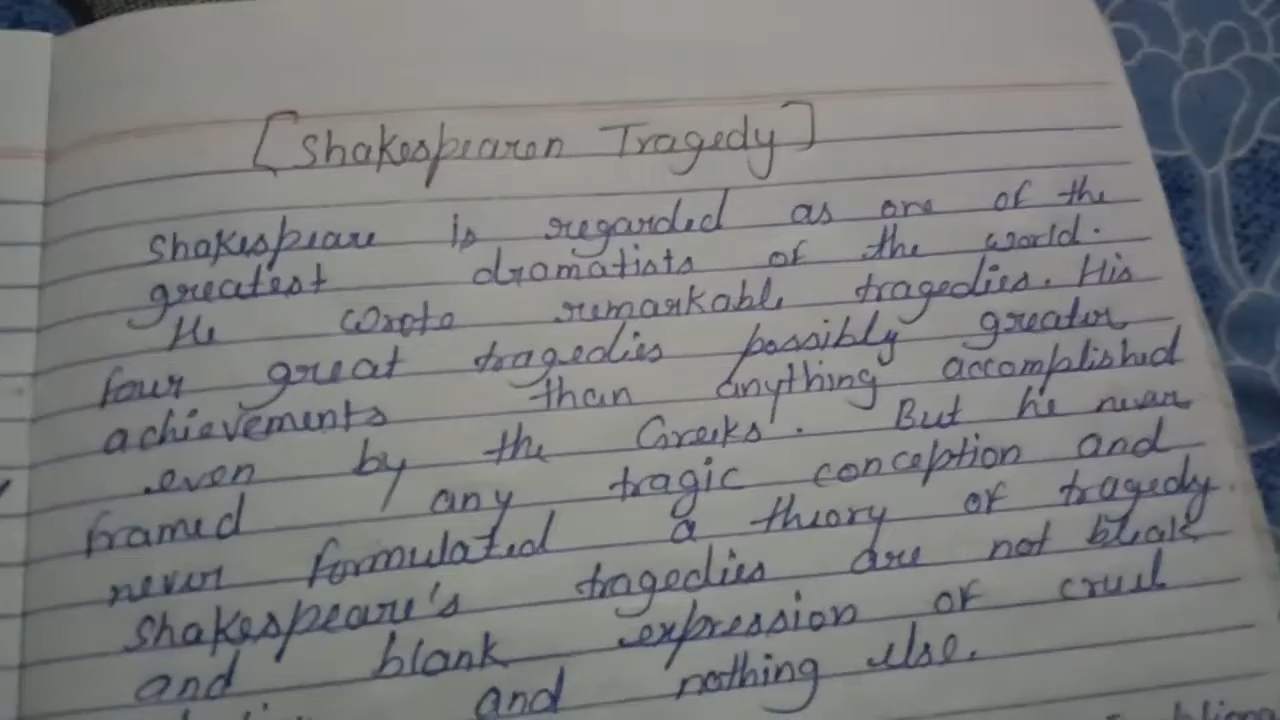 [Shakespearen Tragedy]
Shakespeare is regarded as one of the
greatest dramatists of the world.
He wrote remarkable tragedies. His
four great tragedies possibly greater
achievements than anything accomplished
even by the Greeks'. But he never
framed any tragic conception and
never formulated a theory of tragedy.
Shakespeare's tragedies are not bleak
and blank expression of cruel
and nothing else.